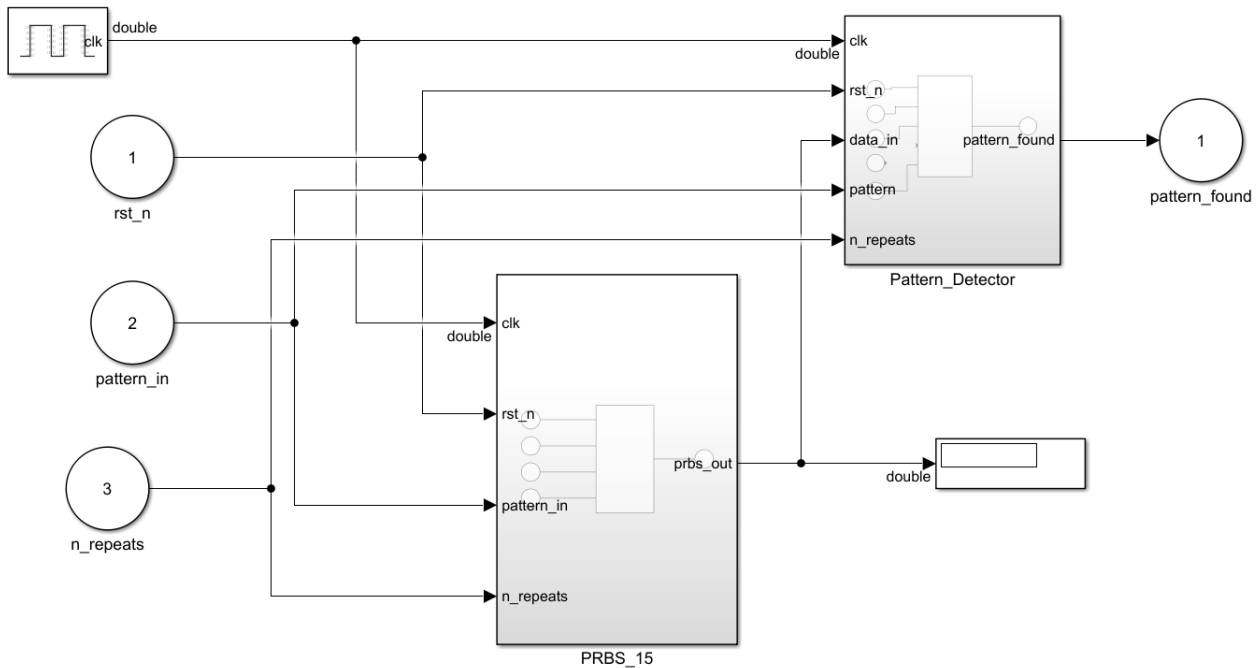 double
clk
double
clk
rst_n
data_in
pattern
n_repeats
pattern_found
Pattern_Detector
1
pattern_found
1
rst_n
2
pattern_in
3
n_repeats
double
clk
rst_n
pattern_in
n_repeats
prbs_out
PRBS_15
double